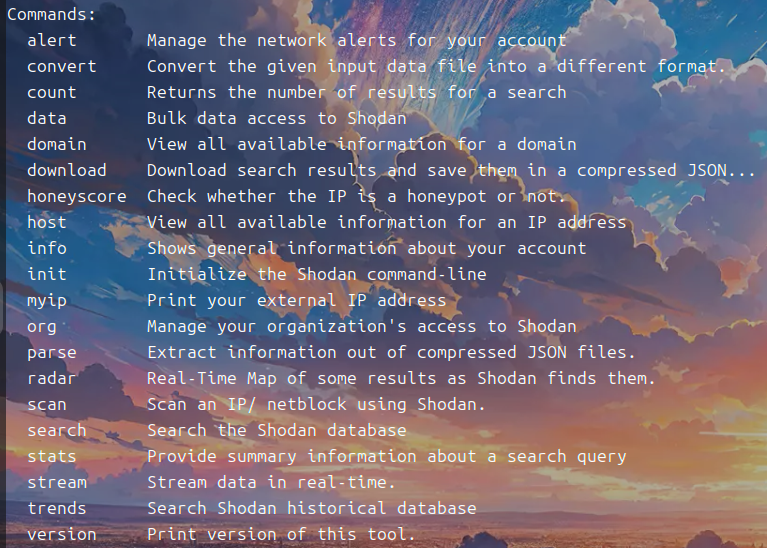 Commands:
alert Manage the network alerts for your account
convert Convert the given input data file into a different format.
count Returns the number of results for a search
data Bulk data access to Shodan
domain View all available information for a domain
download Download search results and save them in a compressed JSON...
honeyscore Check whether the IP is a honeypot or not.
host View all available information for an IP address
info Shows general information about your account
init Initialize the Shodan command-line
myip Print your external IP address
org Manage your organization's access to Shodan
parse Extract information out of compressed JSON files.
radar Real-Time Map of some results as Shodan finds them.
scan Scan an IP/ netblock using Shodan.
search Search the Shodan database
stats Provide summary information about a search query
stream Stream data in real-time.
trends Search Shodan historical database
version Print version of this tool.